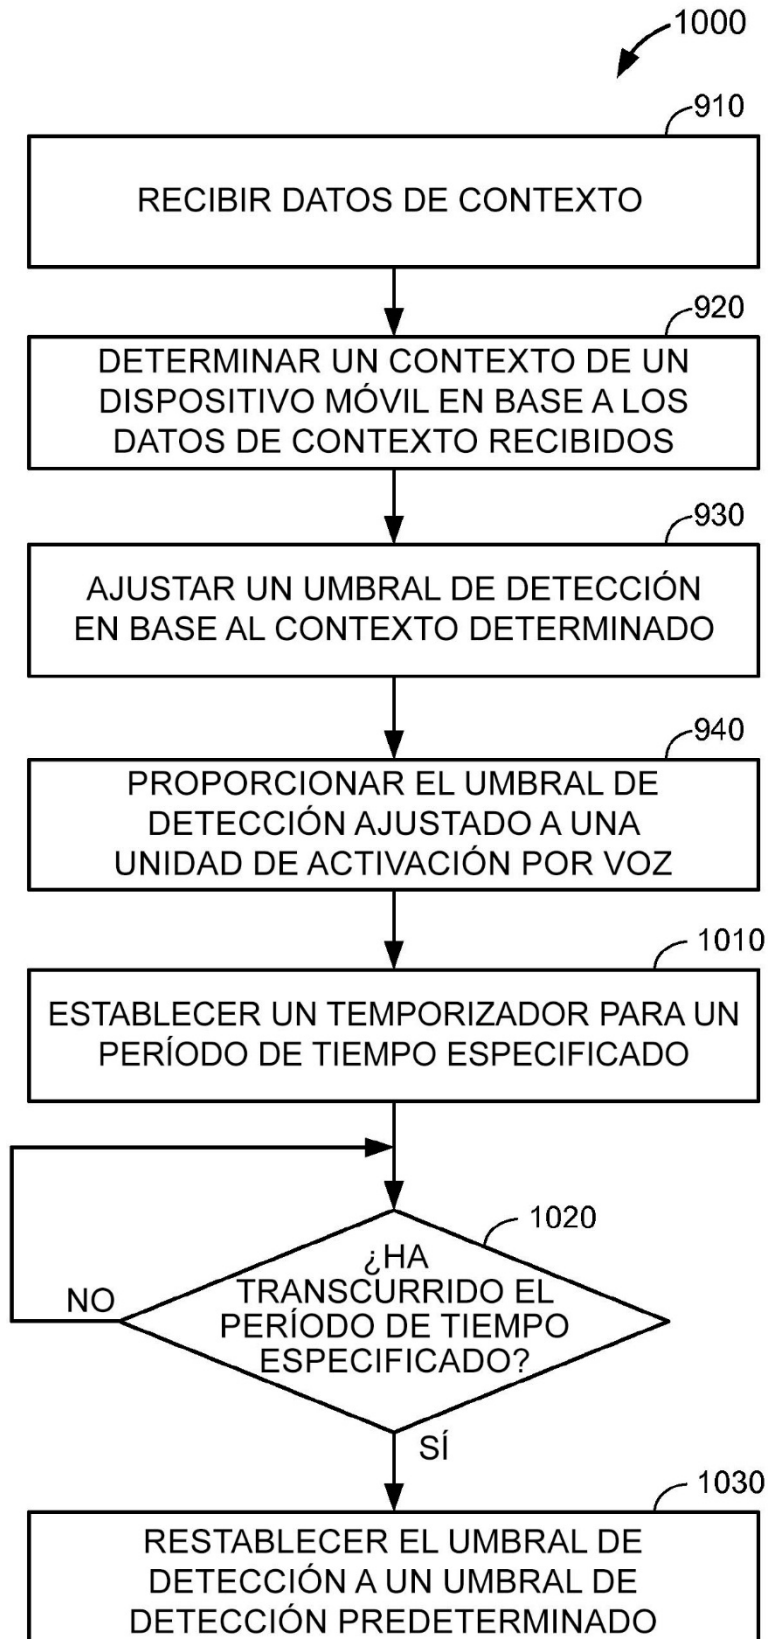 1000
910
RECIBIR DATOS DE CONTEXTO
920
DETERMINAR UN CONTEXTO DE UN
DISPOSITIVO MÓVIL EN BASE A LOS
DATOS DE CONTEXTO RECIBIDOS
930
AJUSTAR UN UMBRAL DE DETECCIÓN
EN BASE AL CONTEXTO DETERMINADO
940
PROPORCIONAR EL UMBRAL DE
DETECCIÓN AJUSTADO A UNA
UNIDAD DE ACTIVACIÓN POR VOZ
1010
ESTABLECER UN TEMPORIZADOR PARA UN
PERÍODO DE TIEMPO ESPECIFICADO
1020
¿HA
TRANSCURRIDO EL
PERÍODO DE TIEMPO
ESPECIFICADO?
NO
SÍ
1030
RESTABLECER EL UMBRAL DE
DETECCIÓN A UN UMBRAL DE
DETECCIÓN PREDETERMINADO